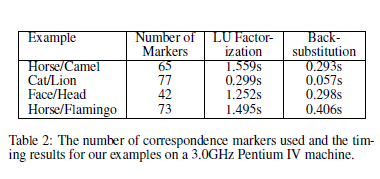 Example Number of Markers LU Factor-ization Back-substitution
Horse/Camel 65 1.559s 0.293s
Cat/Lion 77 0.299s 0.057s
Face/Head 42 1.252s 0.298s
Horse/Flamingo 73 1.495s 0.406s
Table 2: The number of correspondence markers used and the tim-
ing results for our examples on a 3.0GHz Pentium IV machine.